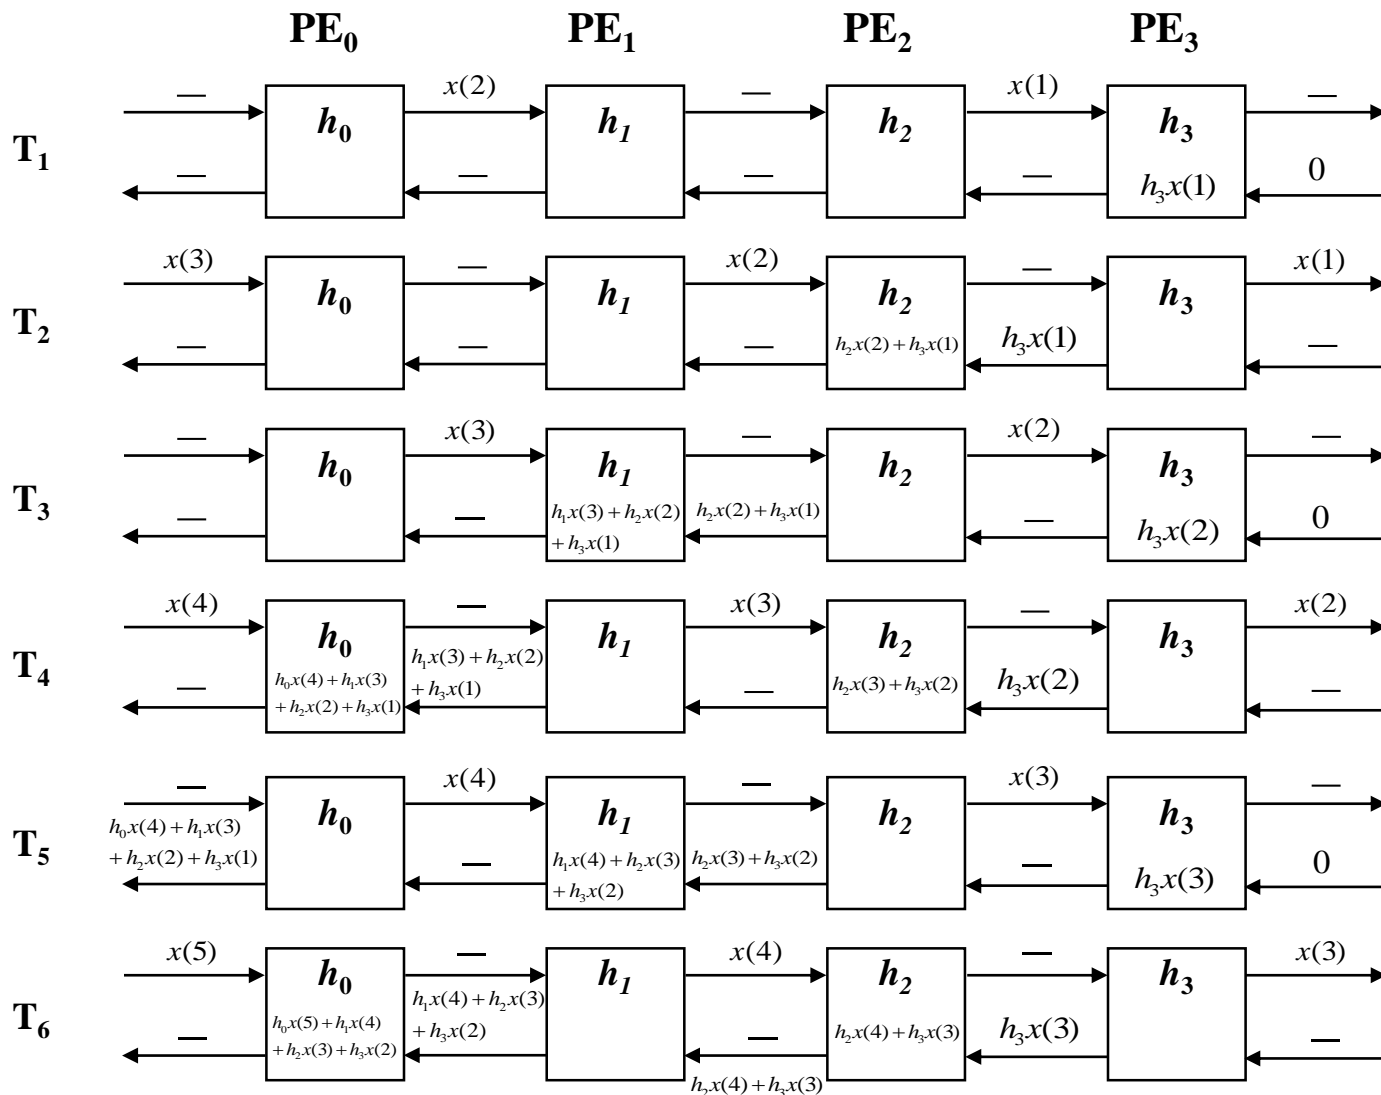 PE₀ PE₁ PE₂ PE₃
— x(2) — x(1) —
T₁ h₀ h₁ h₂ h₃
— — — — h₃x(1) 0
x(3) — x(2) — x(1)
T₂ h₀ h₁ h₂ h₃
— — — h₂x(2) + h₃x(1) h₃x(1) —
— x(3) — x(2) —
T₃ h₀ h₁ h₂ h₃
— — h₁x(3) + h₂x(2) h₂x(2) + h₃x(1) — h₃x(2) 0
+ h₃x(1)
x(4) — x(3) — x(2)
T₄ h₀ h₁ h₂ h₃
— h₀x(4) + h₁x(3) h₁x(3) + h₂x(2) — h₂x(3) + h₃x(2) h₃x(2) —
+ h₂x(2) + h₃x(1) + h₃x(1)
— x(4) — x(3) —
T₅ h₀ h₁ h₂ h₃
h₀x(4) + h₁x(3) — h₁x(4) + h₂x(3) h₂x(3) + h₃x(2) — h₃x(3) 0
+ h₂x(2) + h₃x(1) + h₃x(2)
x(5) — x(4) — x(3)
T₆ h₀ h₁ h₂ h₃
— h₀x(5) + h₁x(4) h₁x(4) + h₂x(3) — h₂x(4) + h₃x(3) h₃x(3) —
+ h₂x(3) + h₃x(2) + h₃x(2)
h₂x(4) + h₃x(3)